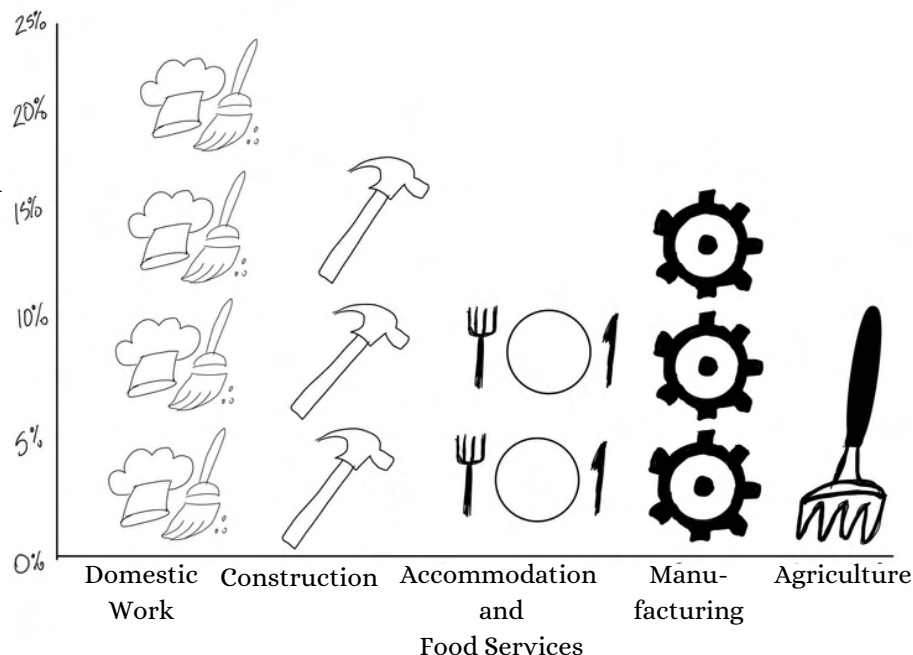 25%
20%
15%
10%
5%
0%
Domestic
Work
Construction
Accommodation
and
Food Services
Manu-
facturing
Agriculture